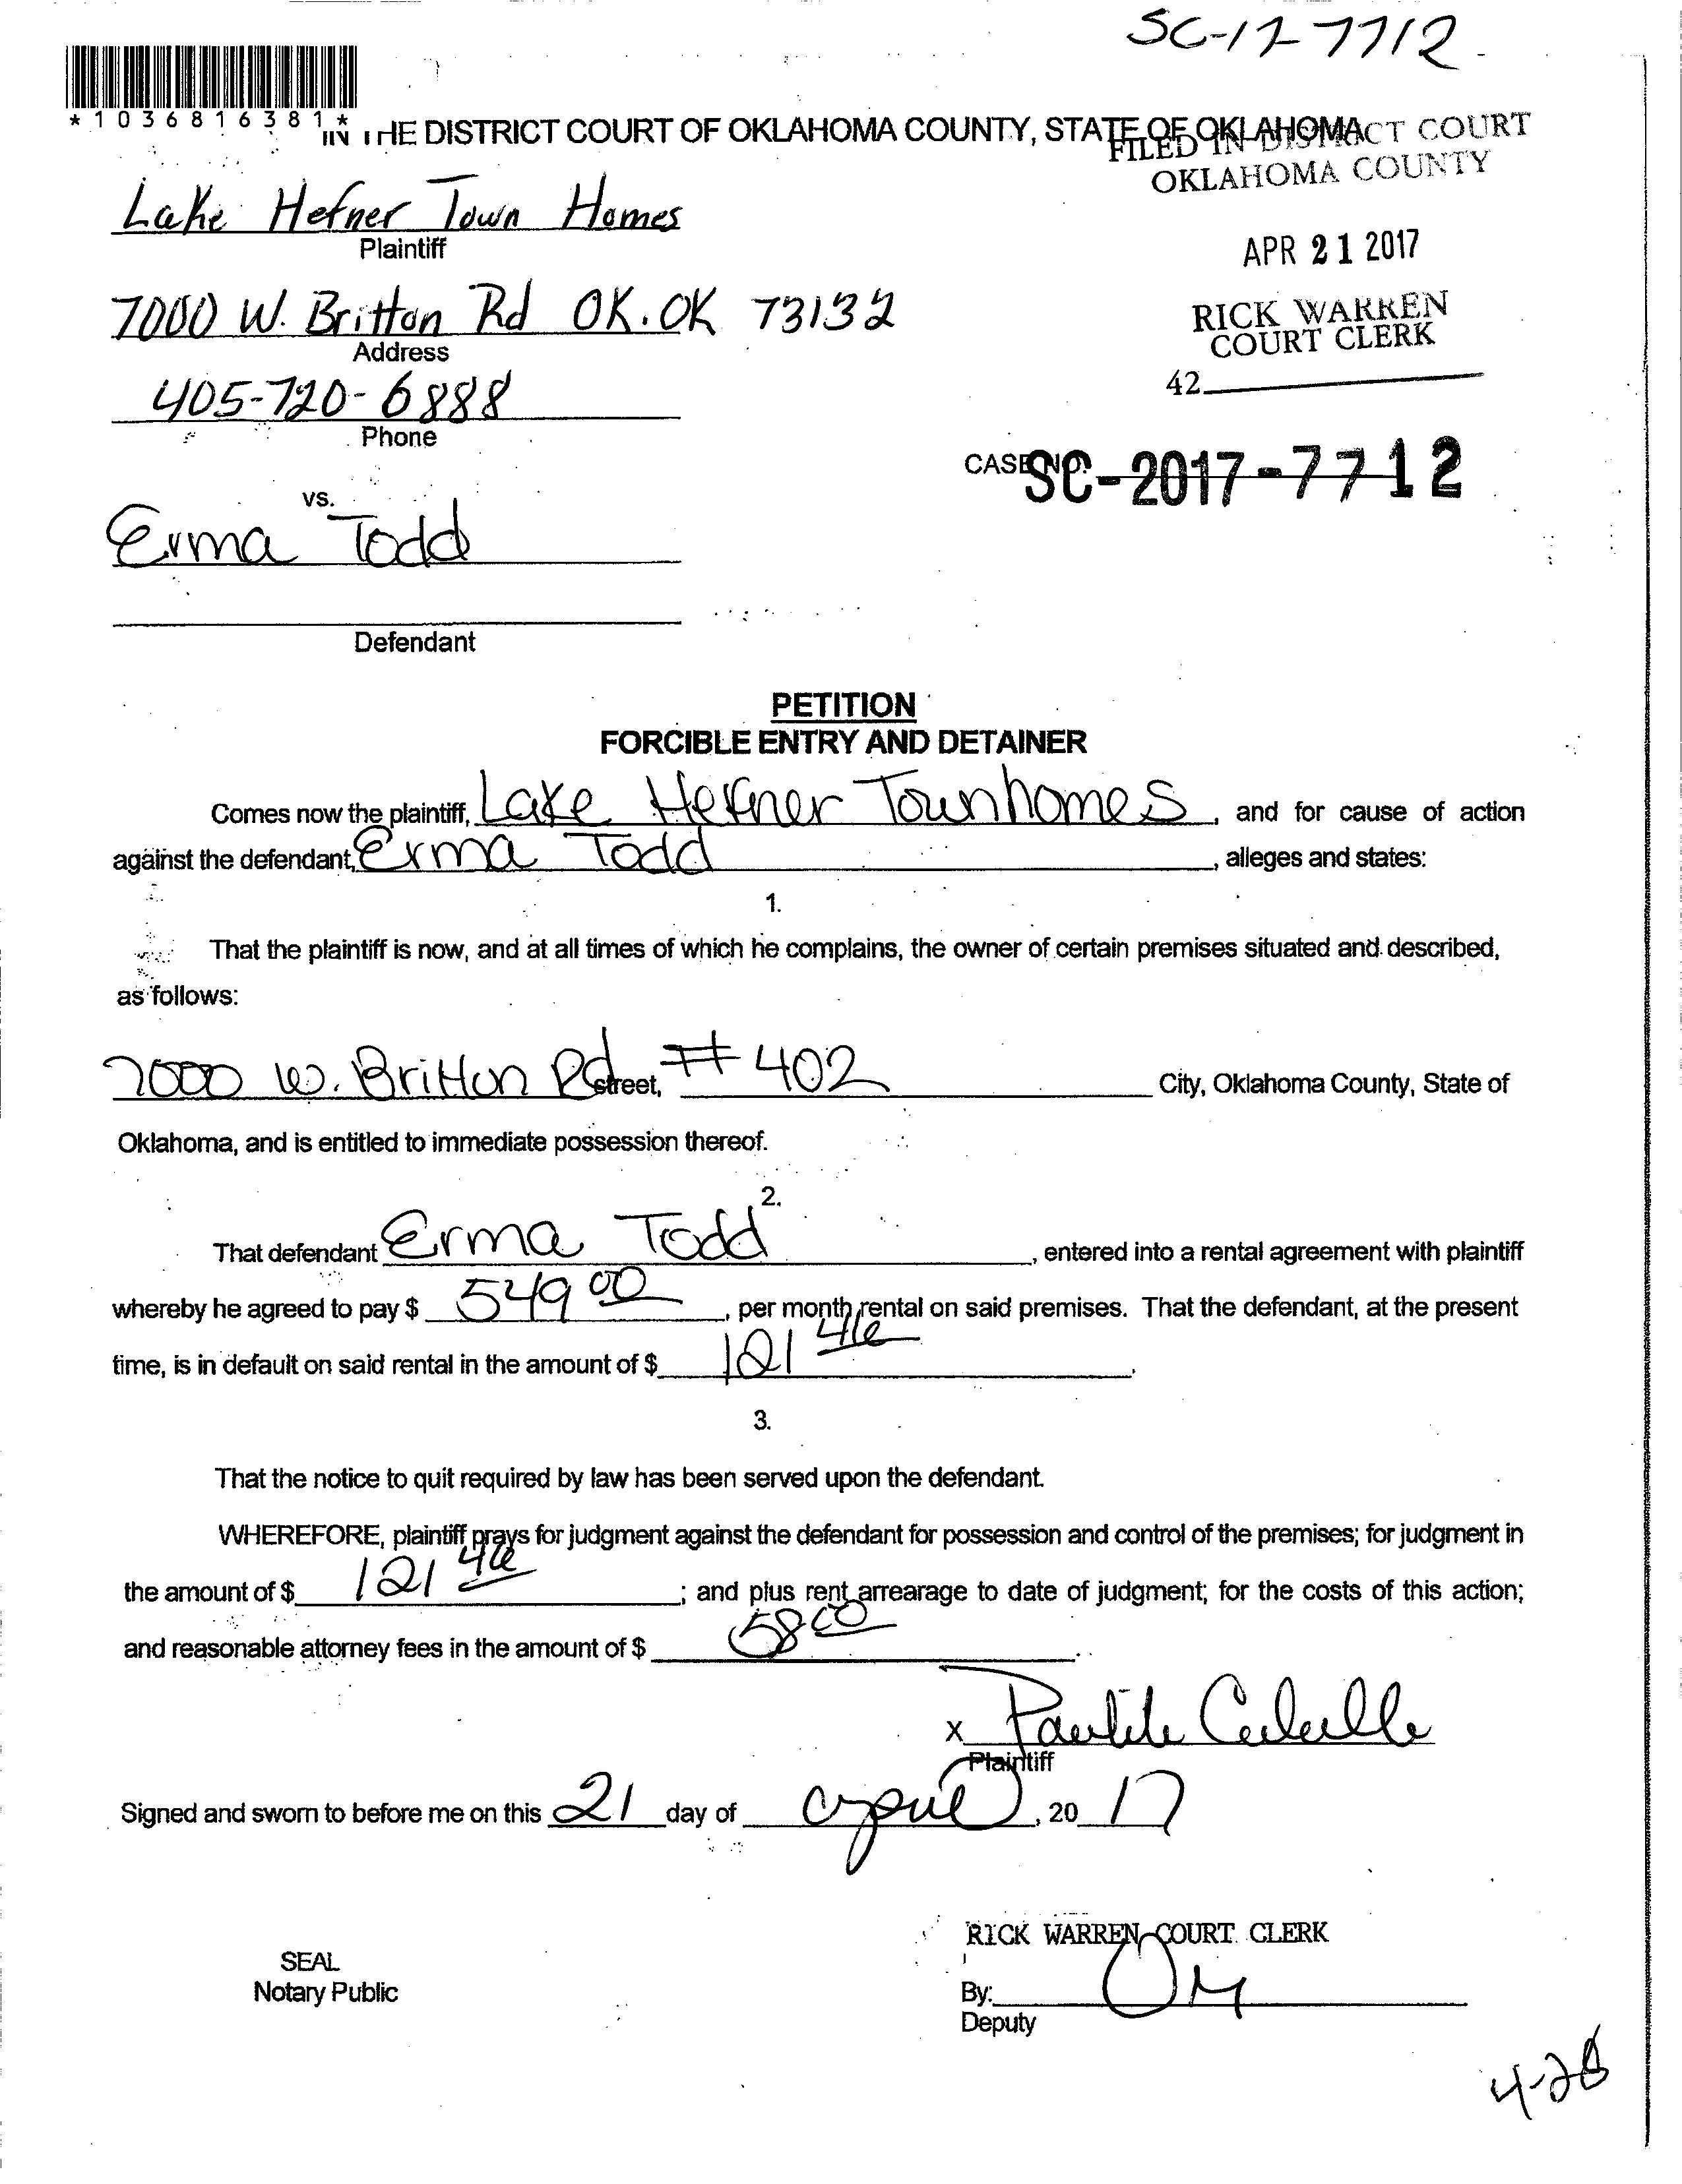 SC-17-7712
*1036816381*
IN THE DISTRICT COURT OF OKLAHOMA COUNTY, STATE OF OKLAHOMA
FILED IN DISTRICT COURT
OKLAHOMA COUNTY
Lake Hefner Town Homes
Plaintiff
APR 21 2017
7000 W. Britton Rd OK. OK 73132
Address
RICK WARREN
COURT CLERK
405-720-6888
Phone
42
CASE NO. SC-2017-7712
vs.
Erma Todd
Defendant
PETITION
FORCIBLE ENTRY AND DETAINER
Comes now the plaintiff, Lake Hefner Townhomes, and for cause of action
against the defendant, Erma Todd, alleges and states:
1.
That the plaintiff is now, and at all times of which he complains, the owner of certain premises situated and described,
as follows:
7000 W. Britton Rd street, #402 City, Oklahoma County, State of
Oklahoma, and is entitled to immediate possession thereof.
2.
That defendant Erma Todd, entered into a rental agreement with plaintiff
whereby he agreed to pay $ 549 00, per month rental on said premises. That the defendant, at the present
time, is in default on said rental in the amount of $ 121 46.
3.
That the notice to quit required by law has been served upon the defendant.
WHEREFORE, plaintiff prays for judgment against the defendant for possession and control of the premises; for judgment in
the amount of $ 121 46; and plus rent arrearage to date of judgment; for the costs of this action;
and reasonable attorney fees in the amount of $ 58 00.
X
Plaintiff
Signed and sworn to before me on this 21 day of april, 20 17
RICK WARREN COURT CLERK
SEAL
Notary Public
By:
Deputy
4-28